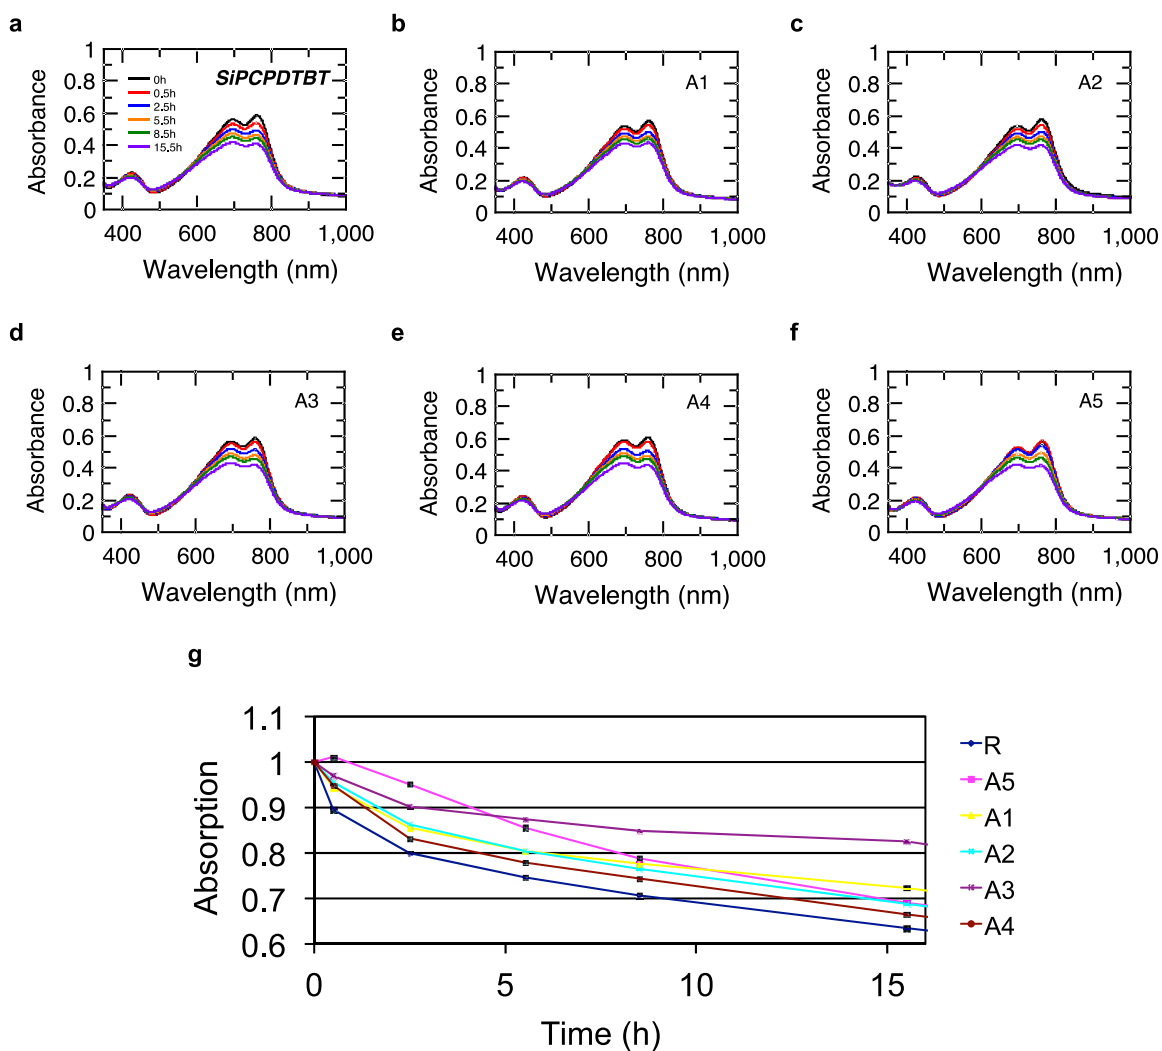 a
SiPCPDTBT
0h
0.5h
2.5h
5.5h
8.5h
15.5h
Absorbance
1
0.8
0.6
0.4
0.2
0
400 600 800 1,000
Wavelength (nm)
b
A1
Absorbance
1
0.8
0.6
0.4
0.2
0
400 600 800 1,000
Wavelength (nm)
c
A2
Absorbance
1
0.8
0.6
0.4
0.2
0
400 600 800 1,000
Wavelength (nm)
d
A3
Absorbance
1
0.8
0.6
0.4
0.2
0
400 600 800 1,000
Wavelength (nm)
e
A4
Absorbance
1
0.8
0.6
0.4
0.2
0
400 600 800 1,000
Wavelength (nm)
f
A5
Absorbance
1
0.8
0.6
0.4
0.2
0
400 600 800 1,000
Wavelength (nm)
g
Absorption
1.1
1
0.9
0.8
0.7
0.6
0 5 10 15
Time (h)
R
A5
A1
A2
A3
A4